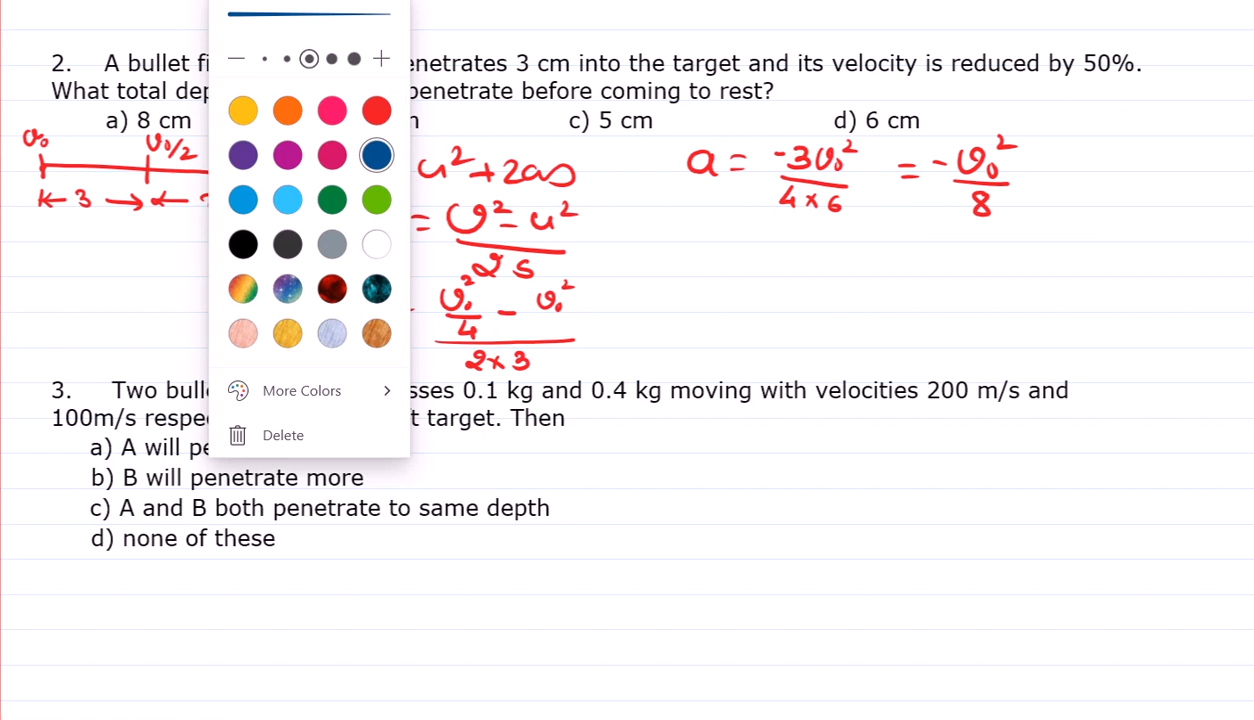 2. A bullet fi enetrates 3 cm into the target and its velocity is reduced by 50%.
What total dep penetrate before coming to rest?
a) 8 cm c) 5 cm d) 6 cm
v₀ v₀/2
← 3 → ←
u² + 2as
= v² - u² / 2s
v₀²/4 - v₀² / 2×3
a = -3v₀² / 4×6 = -v₀² / 8
3. Two bull sses 0.1 kg and 0.4 kg moving with velocities 200 m/s and
100m/s respe t target. Then
a) A will pe
b) B will penetrate more
c) A and B both penetrate to same depth
d) none of these
More Colors
Delete